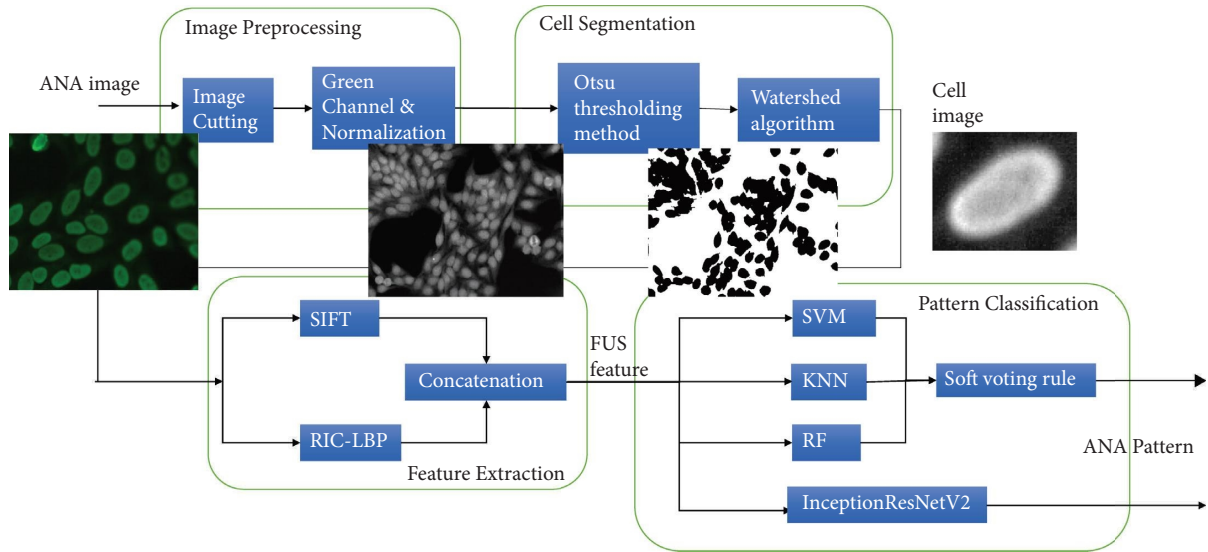 Image Preprocessing
Cell Segmentation
ANA image
Image
Cutting
Green
Channel &
Normalization
Otsu
thresholding
method
Watershed
algorithm
Cell
image
SIFT
RIC-LBP
Concatenation
Feature Extraction
FUS
feature
Pattern Classification
SVM
KNN
RF
Soft voting rule
InceptionResNetV2
ANA Pattern